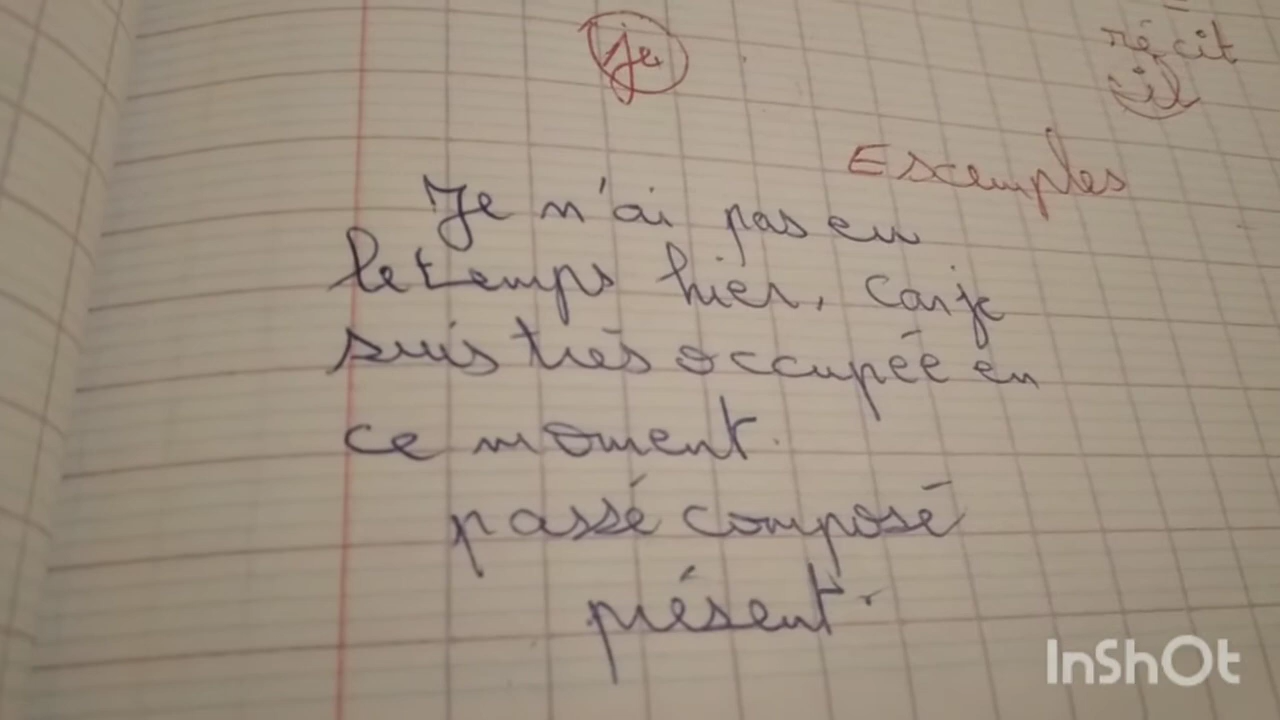 je
récit
il
Exemples
Je n'ai pas eu
le temps hier, car je
suis très occupée en
ce moment.
passé composé
présent.
InShOt